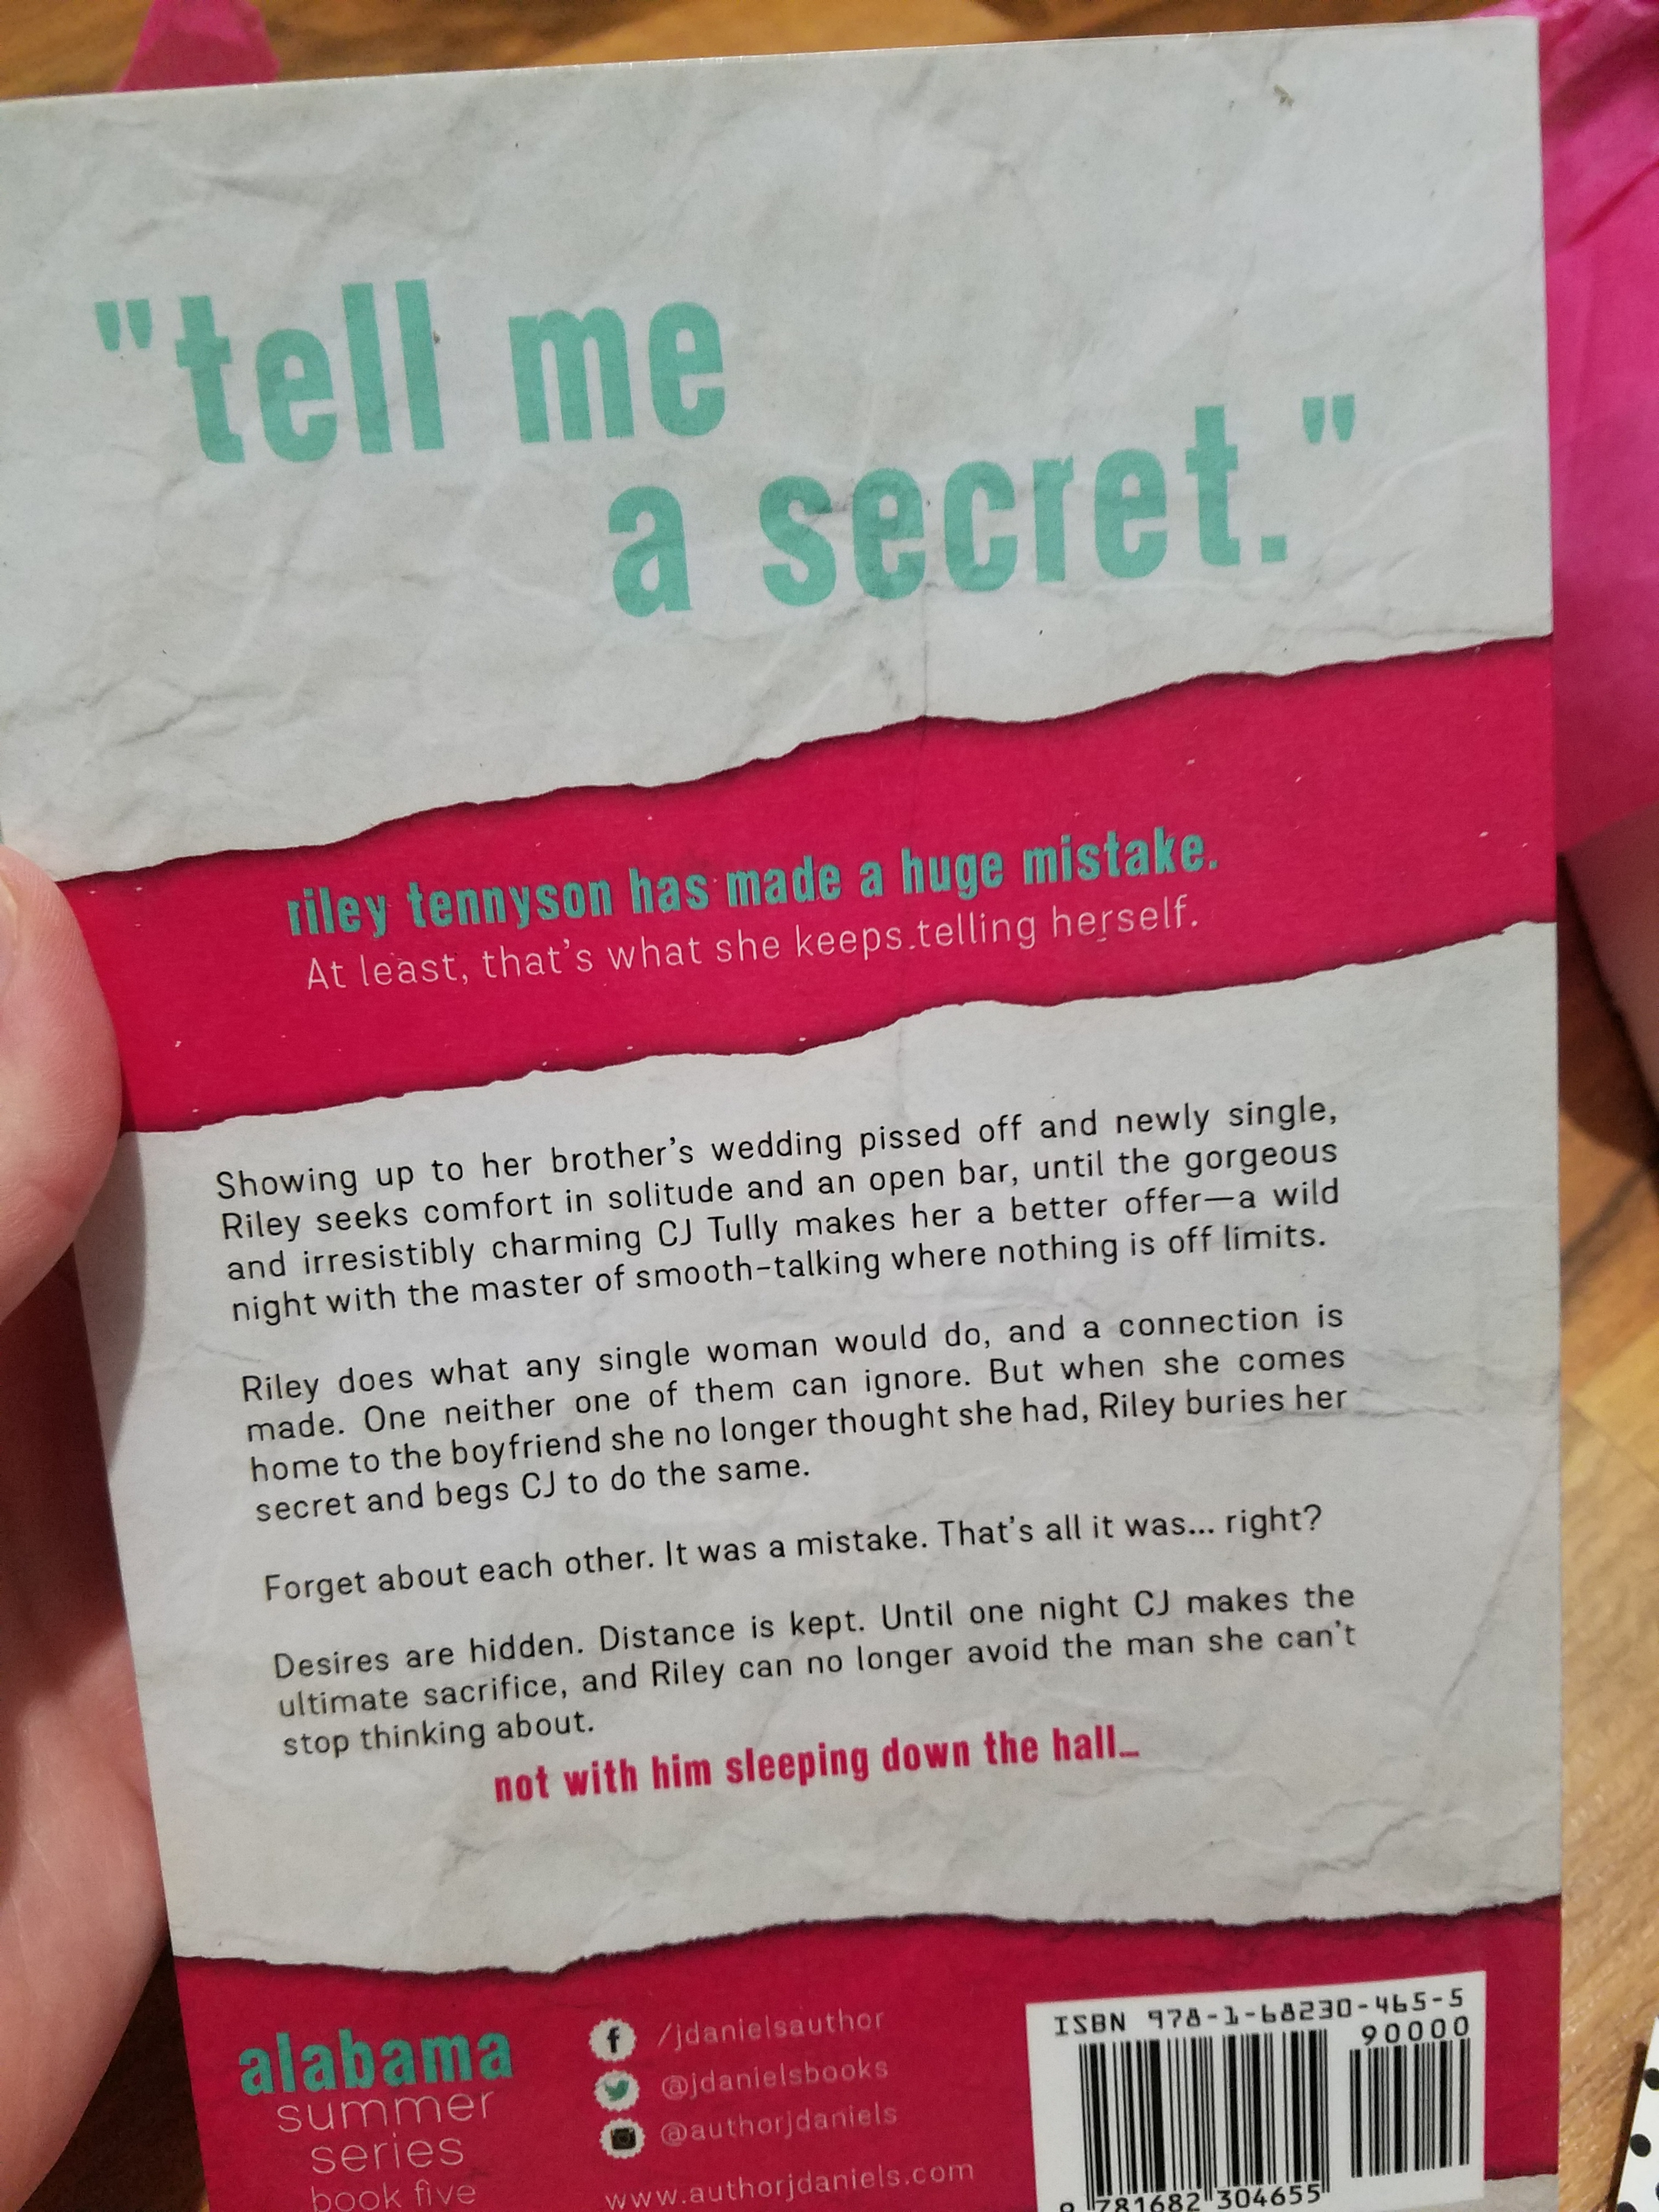 "tell me
a secret."
riley tennyson has made a huge mistake.
At least, that's what she keeps telling herself.
Showing up to her brother's wedding pissed off and newly single,
Riley seeks comfort in solitude and an open bar, until the gorgeous
and irresistibly charming CJ Tully makes her a better offer—a wild
night with the master of smooth-talking where nothing is off limits.
Riley does what any single woman would do, and a connection is
made. One neither one of them can ignore. But when she comes
home to the boyfriend she no longer thought she had, Riley buries her
secret and begs CJ to do the same.
Forget about each other. It was a mistake. That's all it was... right?
Desires are hidden. Distance is kept. Until one night CJ makes the
ultimate sacrifice, and Riley can no longer avoid the man she can't
stop thinking about.
not with him sleeping down the hall...
alabama
summer
series
book five
/jdanielsauthor
@jdanielsbooks
@authorjdaniels
www.authorjdaniels.com
ISBN 978-1-68230-465-5
90000
9 781682 304655